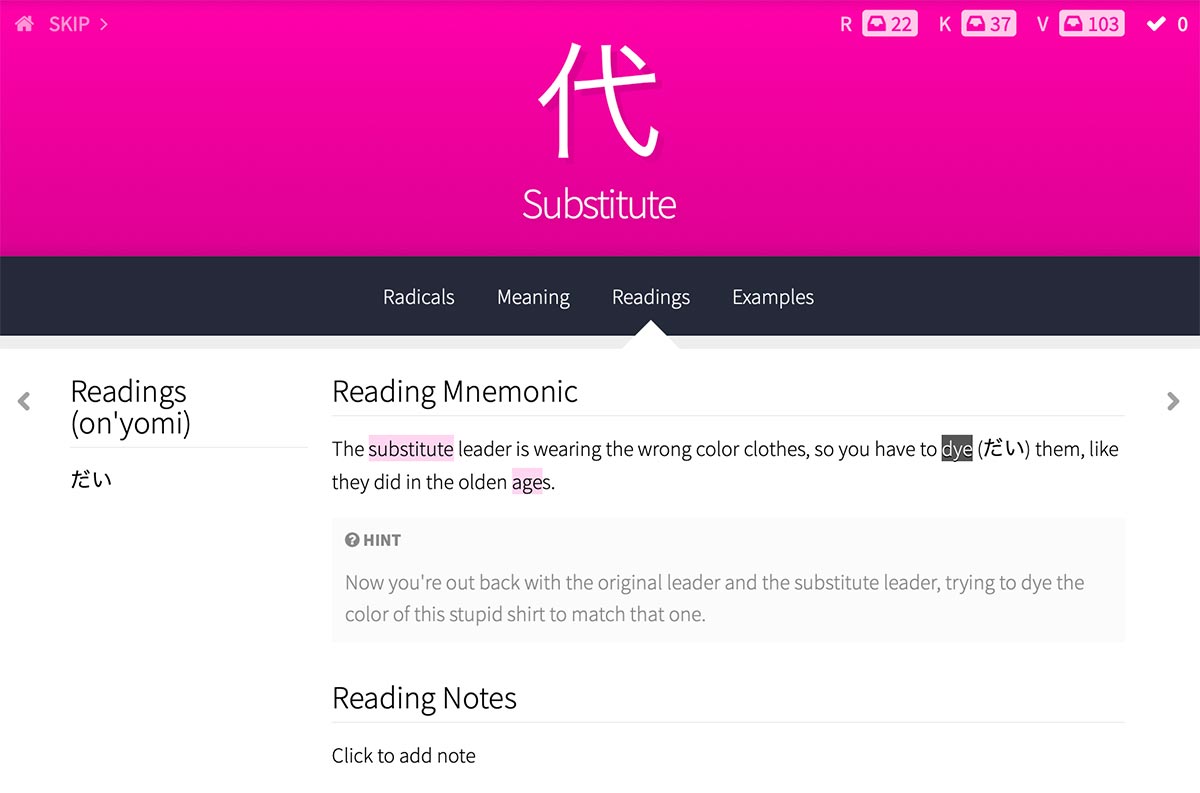 SKIP
R 22 K 37 V 103 0
代
Substitute
Radicals Meaning Readings Examples
Readings
(on'yomi)
だい
Reading Mnemonic
The substitute leader is wearing the wrong color clothes, so you have to dye (だい) them, like
they did in the olden ages.
HINT
Now you're out back with the original leader and the substitute leader, trying to dye the
color of this stupid shirt to match that one.
Reading Notes
Click to add note